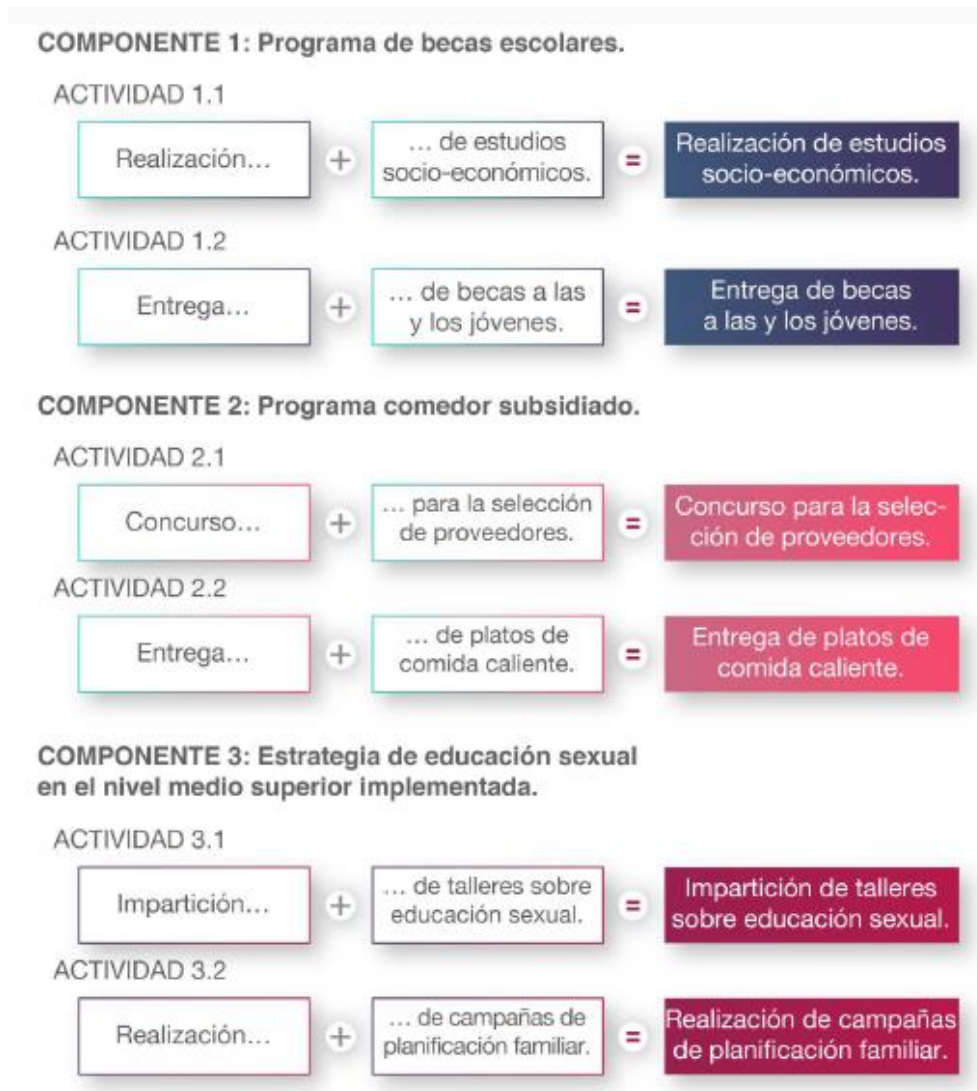 COMPONENTE 1: Programa de becas escolares.
ACTIVIDAD 1.1
Realización...
+
... de estudios
socio-económicos.
=
Realización de estudios
socio-económicos.
ACTIVIDAD 1.2
Entrega...
+
... de becas a las
y los jóvenes.
=
Entrega de becas
a las y los jóvenes.
COMPONENTE 2: Programa comedor subsidiado.
ACTIVIDAD 2.1
Concurso...
+
... para la selección
de proveedores.
=
Concurso para la selec-
ción de proveedores.
ACTIVIDAD 2.2
Entrega...
+
... de platos de
comida caliente.
=
Entrega de platos de
comida caliente.
COMPONENTE 3: Estrategia de educación sexual
en el nivel medio superior implementada.
ACTIVIDAD 3.1
Impartición...
+
... de talleres sobre
educación sexual.
=
Impartición de talleres
sobre educación sexual.
ACTIVIDAD 3.2
Realización...
+
... de campañas de
planificación familiar.
=
Realización de campañas
de planificación familiar.